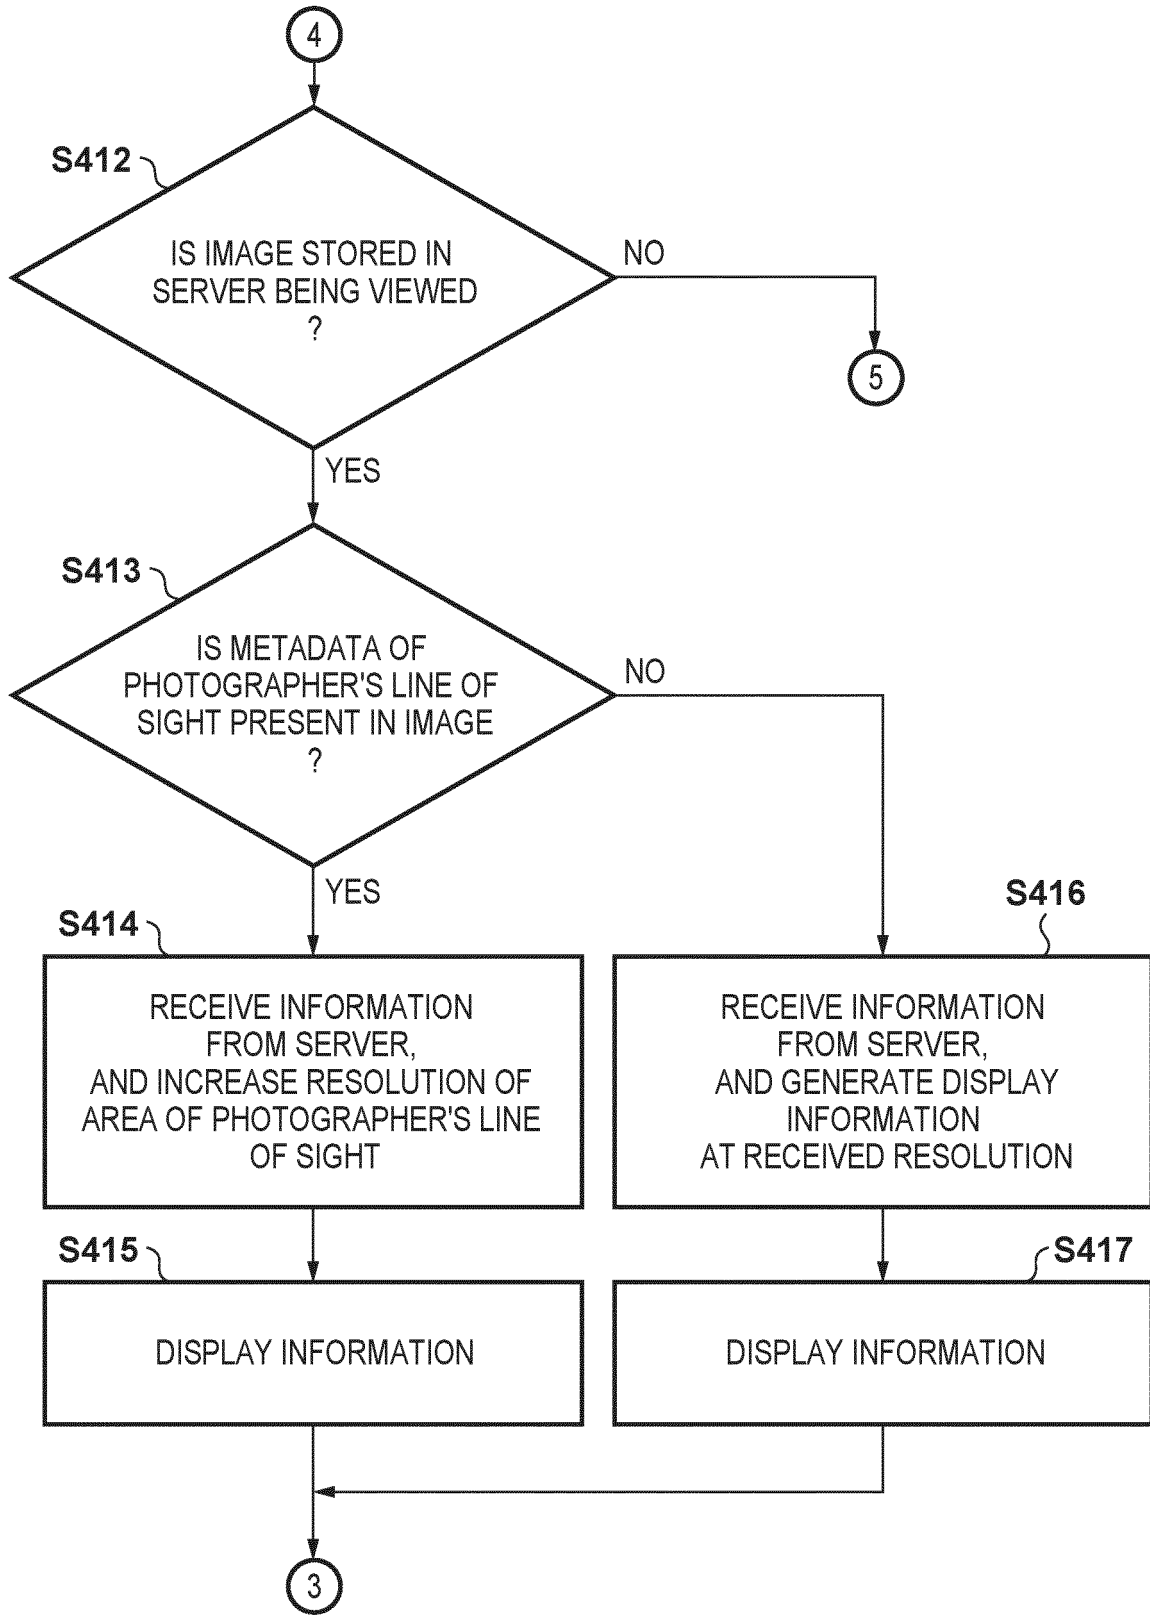 4
S412
IS IMAGE STORED IN
SERVER BEING VIEWED
?
NO
5
YES
S413
IS METADATA OF
PHOTOGRAPHER'S LINE OF
SIGHT PRESENT IN IMAGE
?
NO
YES
S414
RECEIVE INFORMATION
FROM SERVER,
AND INCREASE RESOLUTION OF
AREA OF PHOTOGRAPHER'S LINE
OF SIGHT
S416
RECEIVE INFORMATION
FROM SERVER,
AND GENERATE DISPLAY
INFORMATION
AT RECEIVED RESOLUTION
S415
DISPLAY INFORMATION
S417
DISPLAY INFORMATION
3